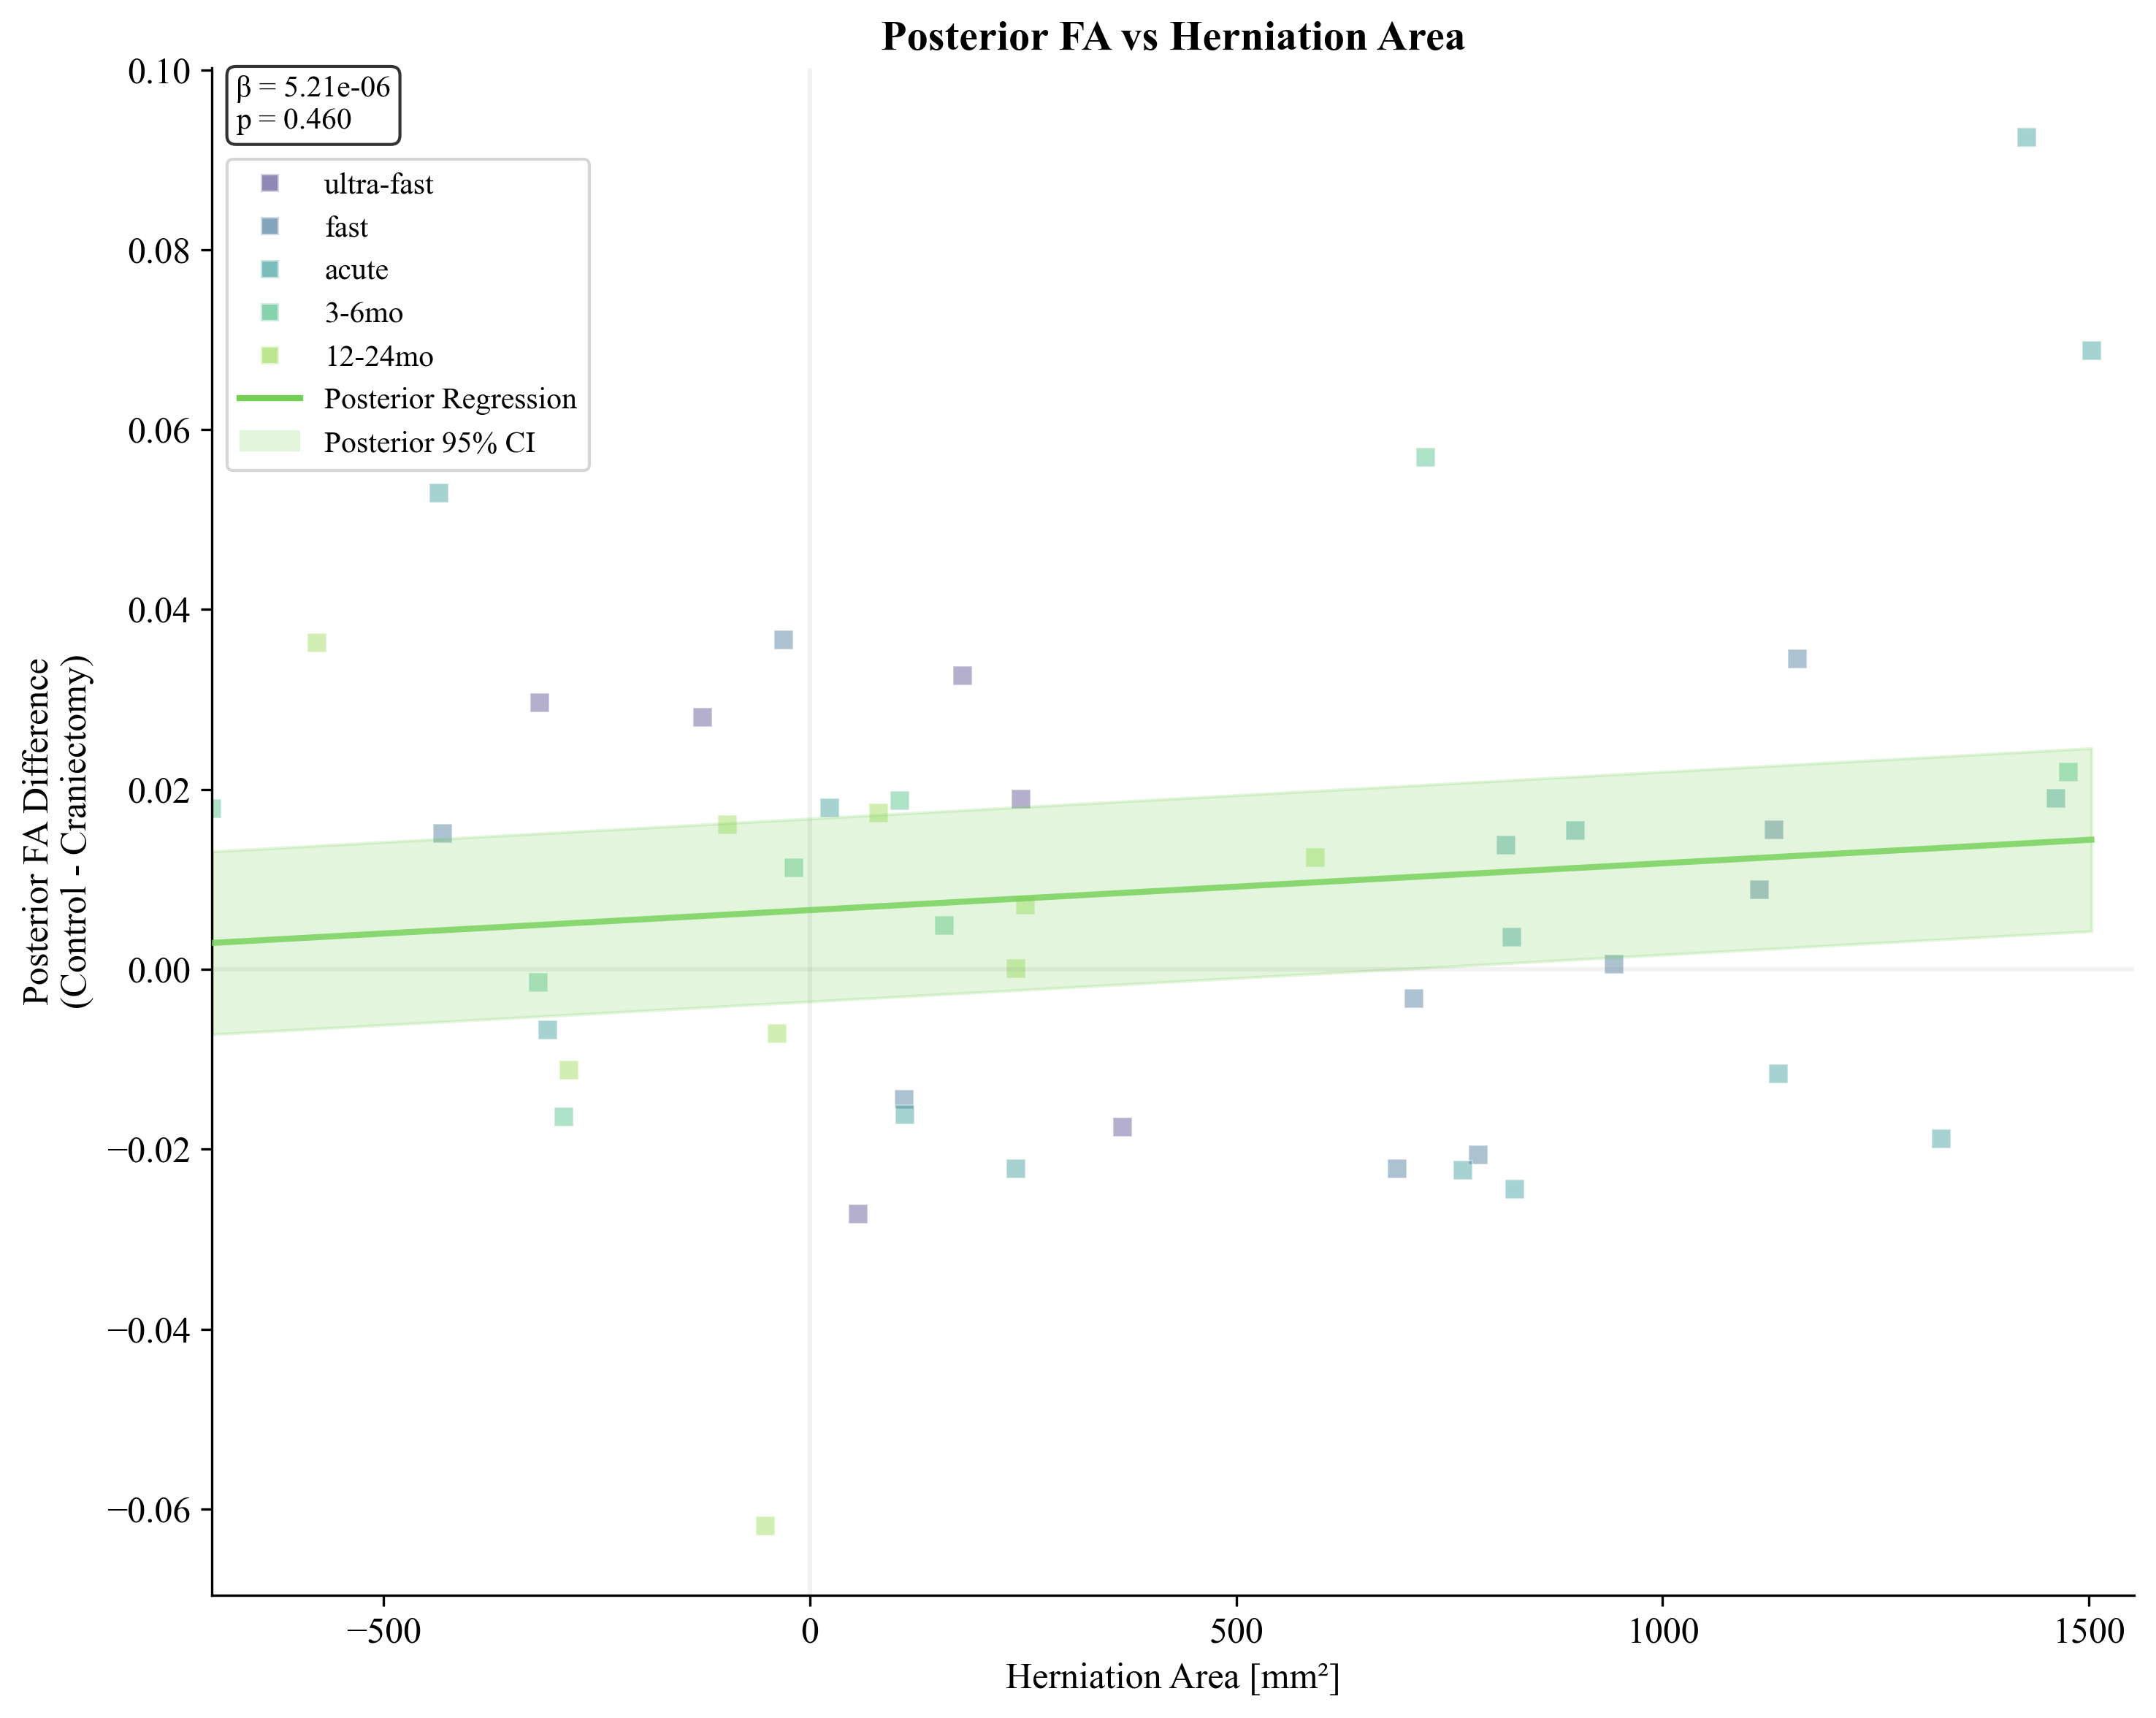 Posterior FA vs Herniation Area
β = 5.21e-06
p = 0.460
ultra-fast
fast
acute
3-6mo
12-24mo
Posterior Regression
Posterior 95% CI
Posterior FA Difference
(Control - Craniectomy)
0.10
0.08
0.06
0.04
0.02
0.00
−0.02
−0.04
−0.06
−500
0
500
1000
1500
Herniation Area [mm²]